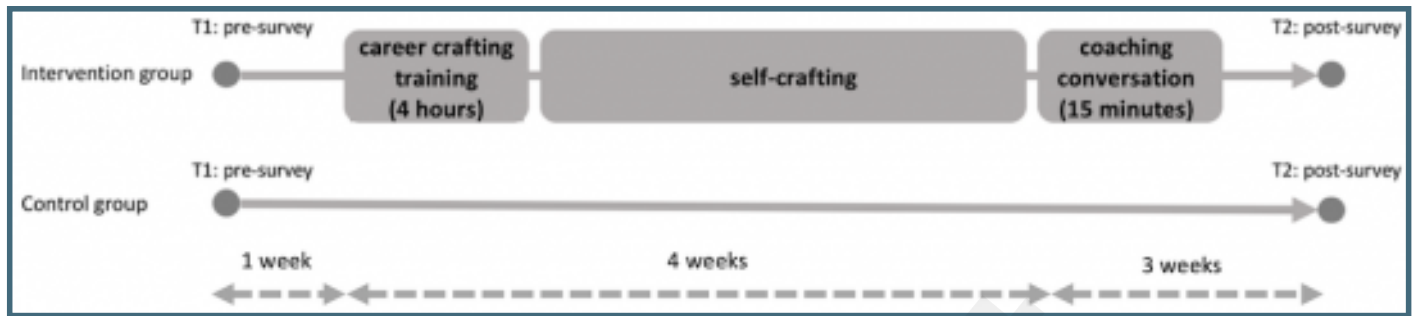 T1: pre-survey
T2: post-survey
Intervention group
career crafting
training
(4 hours)
self-crafting
coaching
conversation
(15 minutes)
T1: pre-survey
T2: post-survey
Control group
1 week
4 weeks
3 weeks